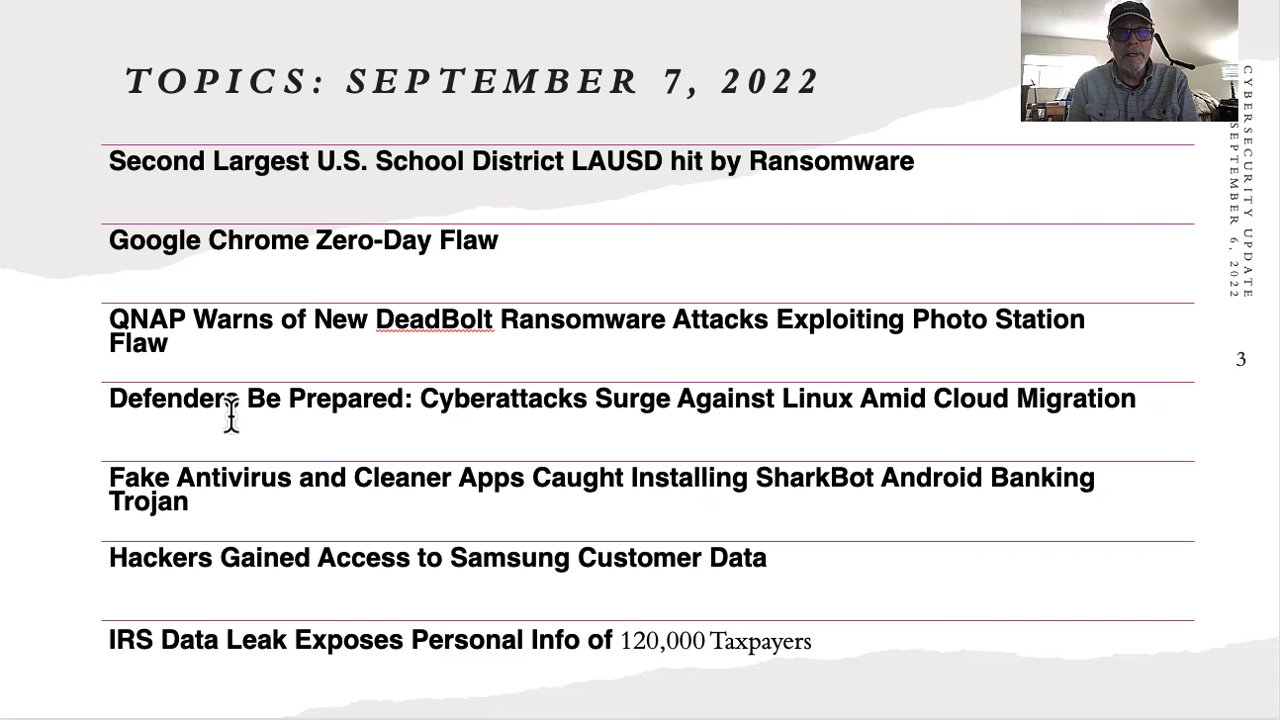 TOPICS: SEPTEMBER 7, 2022
Second Largest U.S. School District LAUSD hit by Ransomware
Google Chrome Zero-Day Flaw
QNAP Warns of New DeadBolt Ransomware Attacks Exploiting Photo Station
Flaw
Defenders Be Prepared: Cyberattacks Surge Against Linux Amid Cloud Migration
Fake Antivirus and Cleaner Apps Caught Installing SharkBot Android Banking
Trojan
Hackers Gained Access to Samsung Customer Data
IRS Data Leak Exposes Personal Info of 120,000 Taxpayers
CYBERSECURITY UPDATE
SEPTEMBER 6, 2022
3